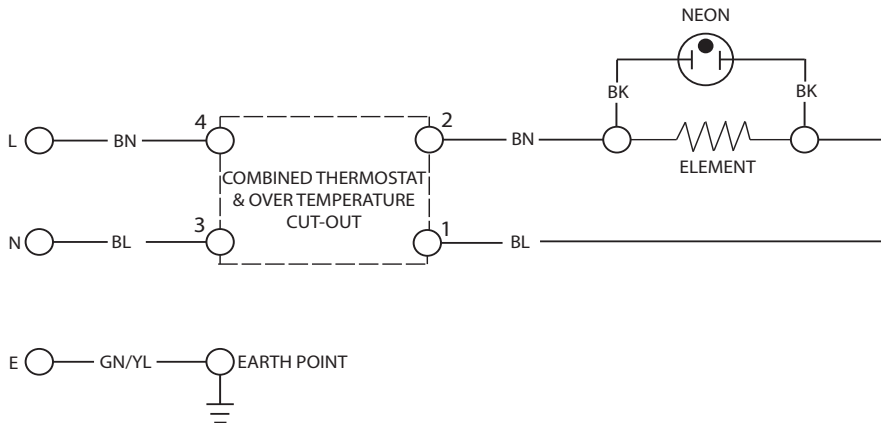 NEON
BK BK
L BN 4 2 BN
ELEMENT
COMBINED THERMOSTAT
& OVER TEMPERATURE
CUT-OUT
N BL 3 1 BL
E GN/YL EARTH POINT